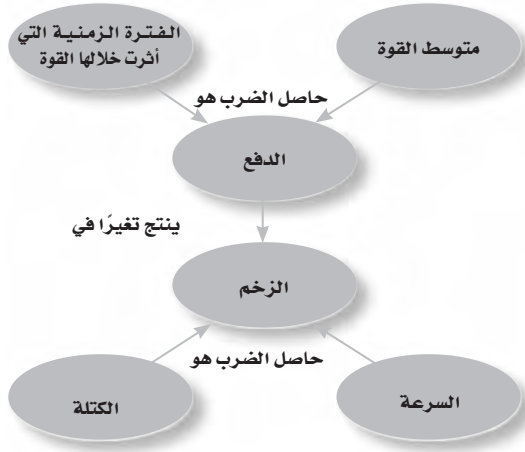 الفترة الزمنية التي
أثرت خلالها القوة
متوسط القوة
حاصل الضرب هو
الدفع
ينتج تغيرًا في
الزخم
حاصل الضرب هو
السرعة
الكتلة